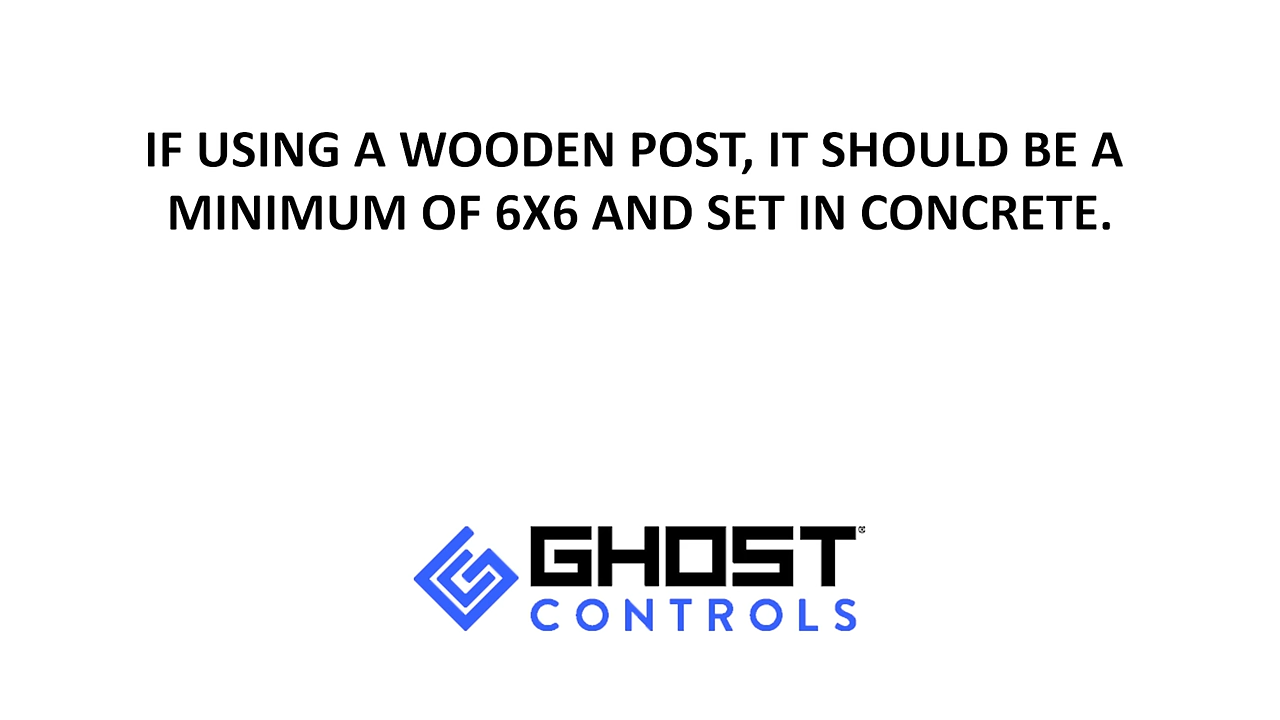 IF USING A WOODEN POST, IT SHOULD BE A
MINIMUM OF 6X6 AND SET IN CONCRETE.
GHOST®
CONTROLS